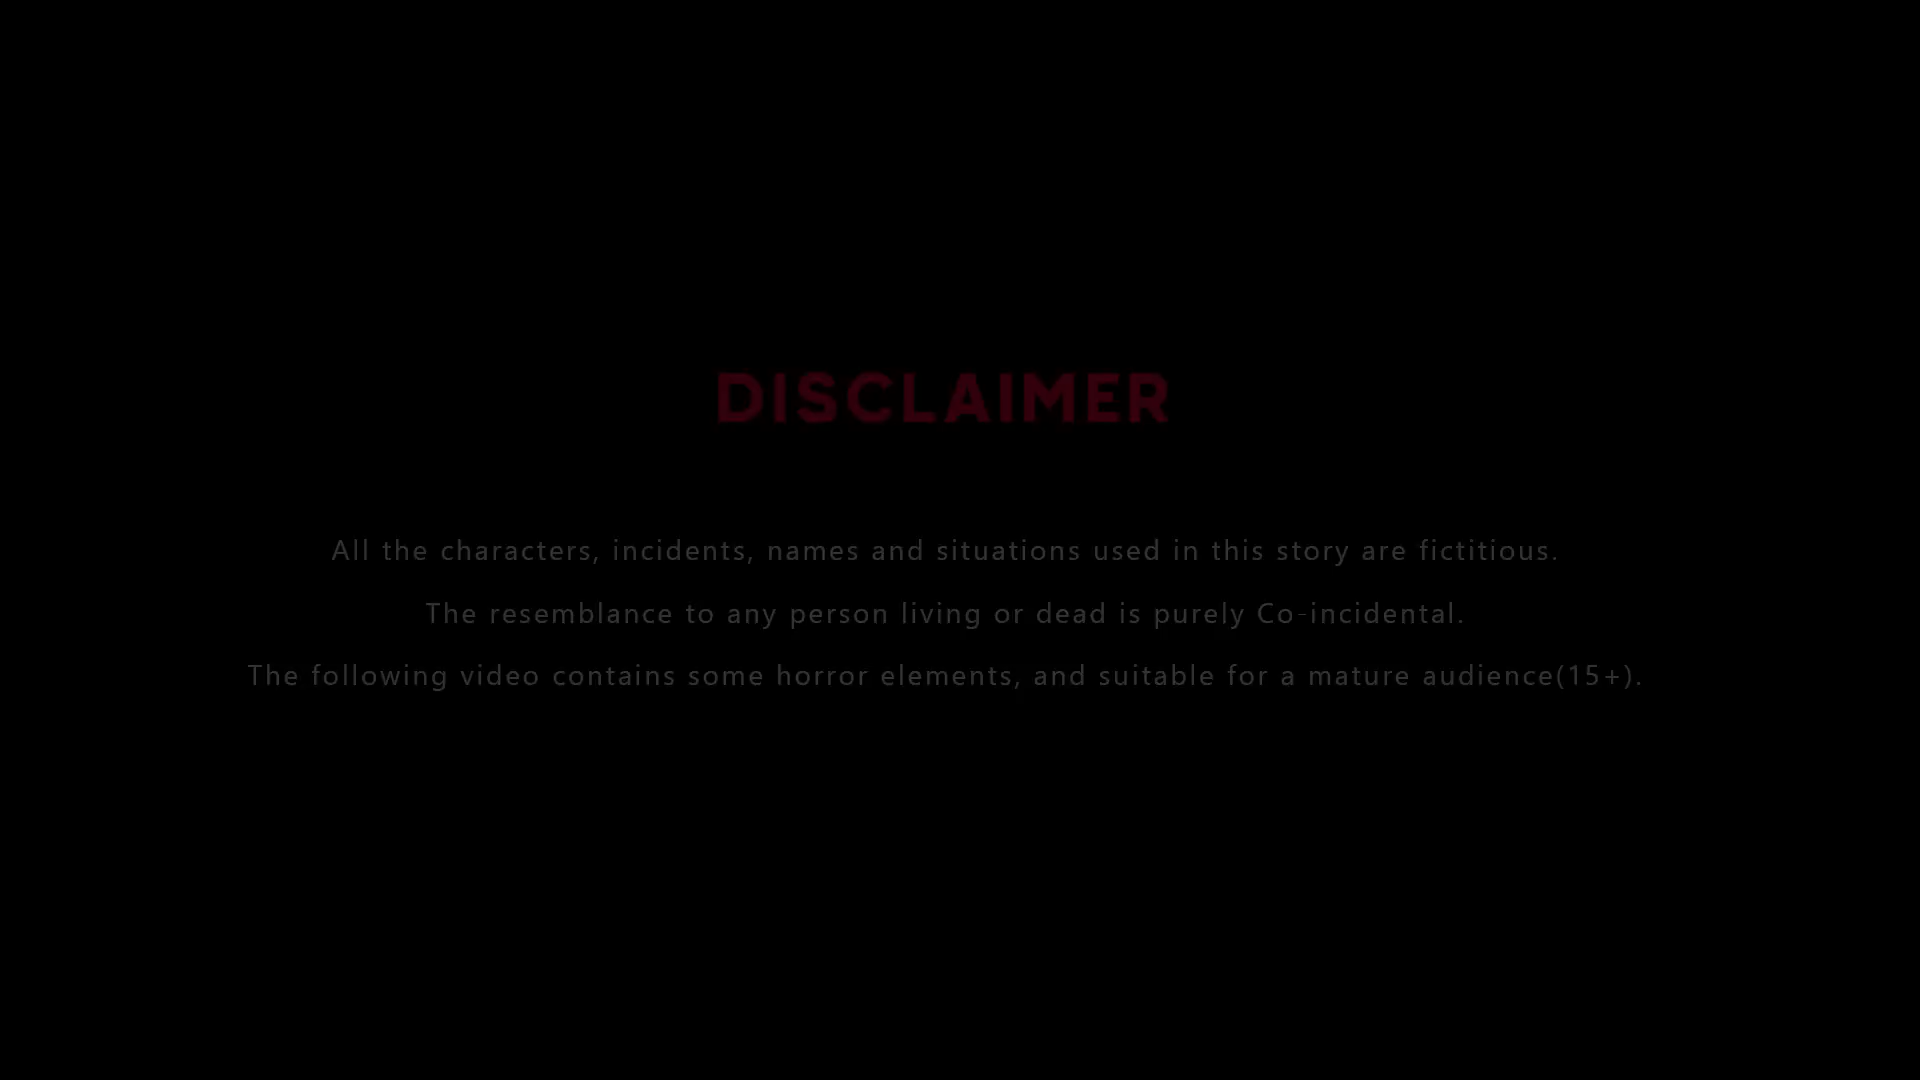 DISCLAIMER
All the characters, incidents, names and situations used in this story are fictitious.
The resemblance to any person living or dead is purely Co-incidental.
The following video contains some horror elements, and suitable for a mature audience(15+).